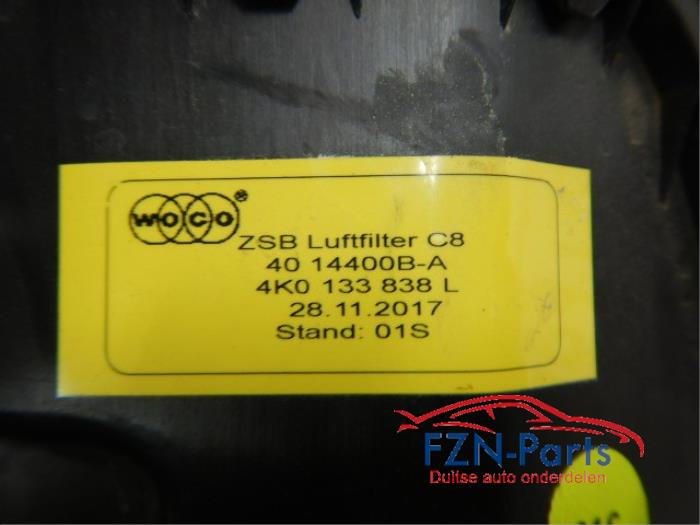 WOCO®
ZSB Luftfilter C8
40 14400B-A
4K0 133 838 L
28.11.2017
Stand: 01S
FZN-Parts
Duitse auto onderdelen